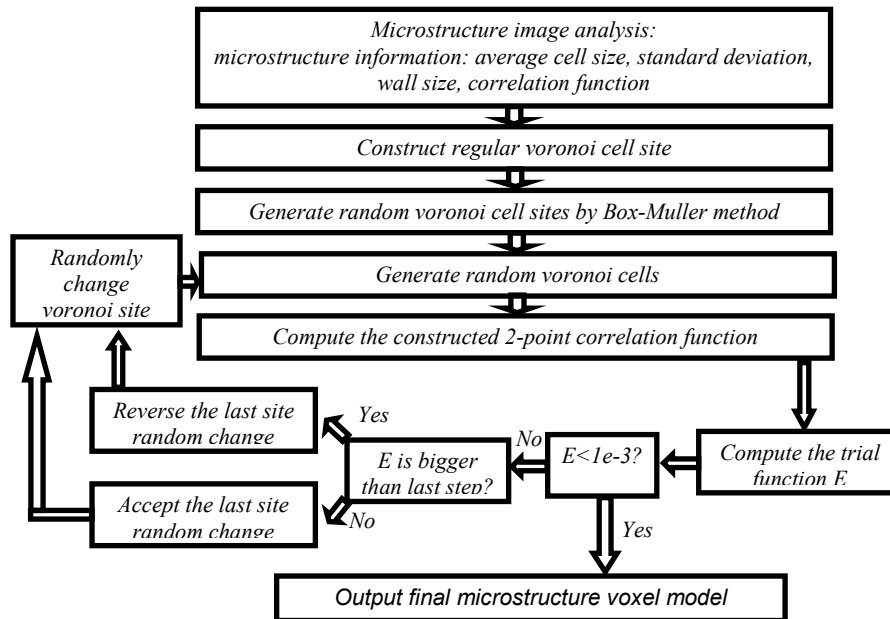 Microstructure image analysis:
microstructure information: average cell size, standard deviation,
wall size, correlation function
Construct regular voronoi cell site
Generate random voronoi cell sites by Box-Muller method
Randomly
change
voronoi site
Generate random voronoi cells
Compute the constructed 2-point correlation function
Reverse the last site
random change
Yes
E is bigger
than last step?
No
E<1e-3?
Compute the trial
function E
Accept the last site
random change
No
Yes
Output final microstructure voxel model